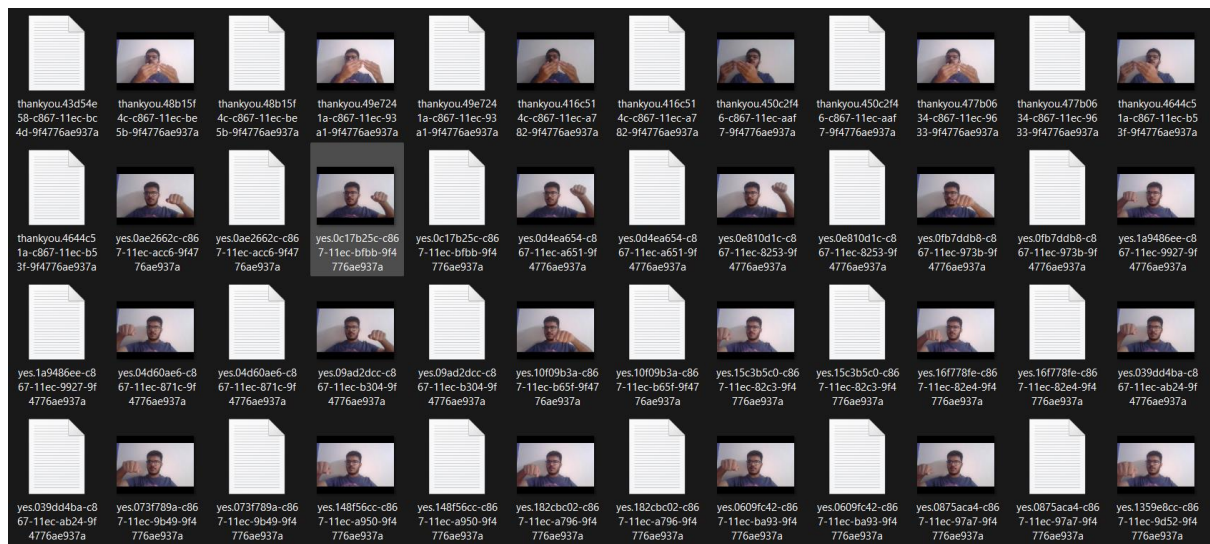 thankyou.43d54e
58-c867-11ec-bc
4d-9f4776ae937a
thankyou.48b15f
4c-c867-11ec-be
5b-9f4776ae937a
thankyou.48b15f
4c-c867-11ec-be
5b-9f4776ae937a
thankyou.49e724
1a-c867-11ec-93
a1-9f4776ae937a
thankyou.49e724
1a-c867-11ec-93
a1-9f4776ae937a
thankyou.416c51
4c-c867-11ec-a7
82-9f4776ae937a
thankyou.416c51
4c-c867-11ec-a7
82-9f4776ae937a
thankyou.450c2f4
6-c867-11ec-aaf
7-9f4776ae937a
thankyou.450c2f4
6-c867-11ec-aaf
7-9f4776ae937a
thankyou.477b06
34-c867-11ec-96
33-9f4776ae937a
thankyou.477b06
34-c867-11ec-96
33-9f4776ae937a
thankyou.4644c5
1a-c867-11ec-b5
3f-9f4776ae937a
thankyou.4644c5
1a-c867-11ec-b5
3f-9f4776ae937a
yes.0ae2662c-c86
7-11ec-acc6-9f47
76ae937a
yes.0ae2662c-c86
7-11ec-acc6-9f47
76ae937a
yes.0c17b25c-c86
7-11ec-bfbb-9f4
776ae937a
yes.0c17b25c-c86
7-11ec-bfbb-9f4
776ae937a
yes.0d4ea654-c8
67-11ec-a651-9f
4776ae937a
yes.0d4ea654-c8
67-11ec-a651-9f
4776ae937a
yes.0e810d1c-c8
67-11ec-8253-9f
4776ae937a
yes.0e810d1c-c8
67-11ec-8253-9f
4776ae937a
yes.0fb7ddb8-c8
67-11ec-973b-9f
4776ae937a
yes.0fb7ddb8-c8
67-11ec-973b-9f
4776ae937a
yes.1a9486ee-c8
67-11ec-9927-9f
4776ae937a
yes.1a9486ee-c8
67-11ec-9927-9f
4776ae937a
yes.04d60ae6-c8
67-11ec-871c-9f
4776ae937a
yes.04d60ae6-c8
67-11ec-871c-9f
4776ae937a
yes.09ad2dcc-c8
67-11ec-b304-9f
4776ae937a
yes.09ad2dcc-c8
67-11ec-b304-9f
4776ae937a
yes.10f09b3a-c86
7-11ec-b65f-9f47
76ae937a
yes.10f09b3a-c86
7-11ec-b65f-9f47
76ae937a
yes.15c3b5c0-c86
7-11ec-82c3-9f4
776ae937a
yes.15c3b5c0-c86
7-11ec-82c3-9f4
776ae937a
yes.16f778fe-c86
7-11ec-82e4-9f4
776ae937a
yes.16f778fe-c86
7-11ec-82e4-9f4
776ae937a
yes.039dd4ba-c8
67-11ec-ab24-9f
4776ae937a
yes.039dd4ba-c8
67-11ec-ab24-9f
4776ae937a
yes.073f789a-c86
7-11ec-9b49-9f4
776ae937a
yes.073f789a-c86
7-11ec-9b49-9f4
776ae937a
yes.148f56cc-c86
7-11ec-a950-9f4
776ae937a
yes.148f56cc-c86
7-11ec-a950-9f4
776ae937a
yes.182cbc02-c86
7-11ec-a796-9f4
776ae937a
yes.182cbc02-c86
7-11ec-a796-9f4
776ae937a
yes.0609fc42-c86
7-11ec-ba93-9f4
776ae937a
yes.0609fc42-c86
7-11ec-ba93-9f4
776ae937a
yes.0875aca4-c86
7-11ec-97a7-9f4
776ae937a
yes.0875aca4-c86
7-11ec-97a7-9f4
776ae937a
yes.1359e8cc-c86
7-11ec-9d52-9f4
776ae937a